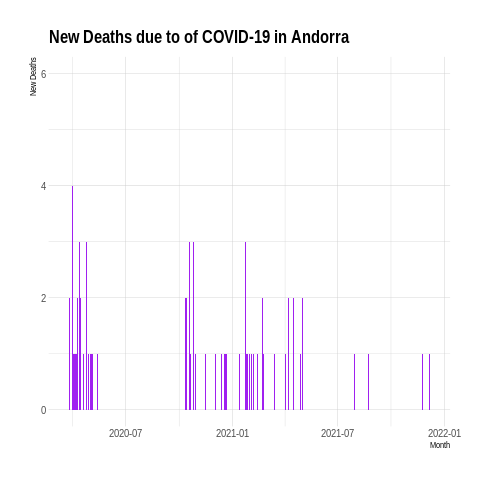 New Deaths due to of COVID-19 in Andorra
New Deaths
6
4
2
0
2020-07 2021-01 2021-07 2022-01
Month